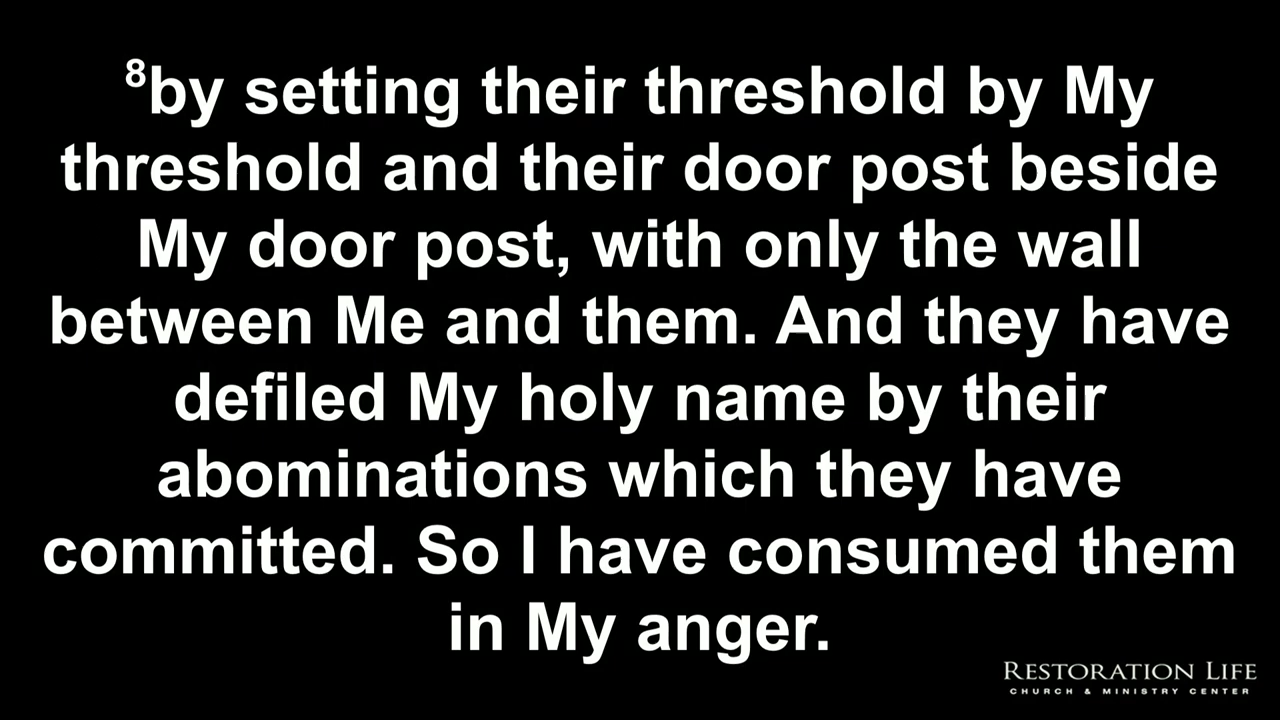 8by setting their threshold by My
threshold and their door post beside
My door post, with only the wall
between Me and them. And they have
defiled My holy name by their
abominations which they have
committed. So I have consumed them
in My anger.
RESTORATION LIFE
CHURCH & MINISTRY CENTER